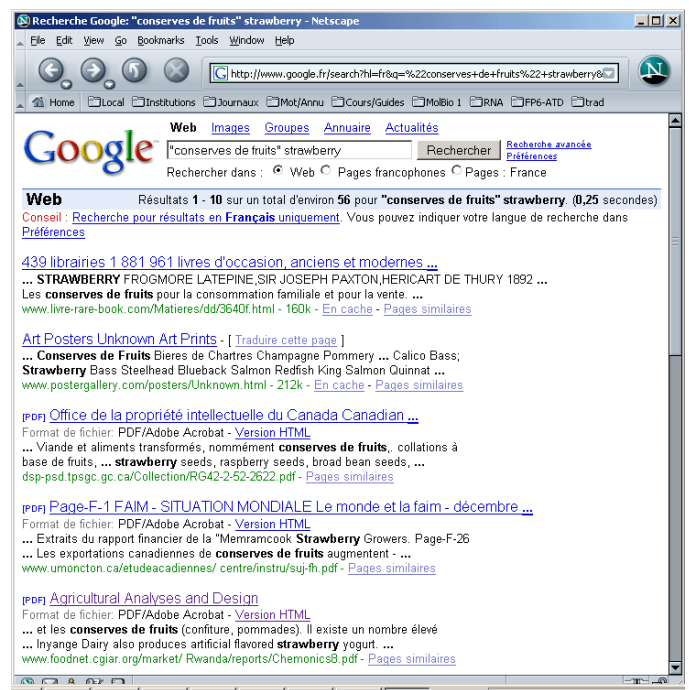 Recherche Google: "conserves de fruits" strawberry - Netscape
File Edit View Go Bookmarks Tools Window Help
http://www.google.fr/search?hl=fr&q=%22conserves+de+fruits%22+strawberry&
Home Local Institutions Journaux Mot/Annu Cours/Guides MolBio 1 RNA FP6-ATD trad
Google
Web Images Groupes Annuaire Actualités
"conserves de fruits" strawberry Rechercher
Recherche avancée
Préférences
Rechercher dans : Web Pages francophones Pages : France
Web Résultats 1 - 10 sur un total d'environ 56 pour "conserves de fruits" strawberry. (0,25 secondes)
Conseil : Recherche pour résultats en Français uniquement. Vous pouvez indiquer votre langue de recherche dans
Préférences
439 librairies 1 881 961 livres d'occasion, anciens et modernes ...
... STRAWBERRY FROGMORE LATEPINE,SIR JOSEPH PAXTON,HERICART DE THURY 1892 ...
Les conserves de fruits pour la consommation familiale et pour la vente. ...
www.livre-rare-book.com/Matieres/dd/3640f.html - 160k - En cache - Pages similaires
Art Posters Unknown Art Prints - [ Traduire cette page ]
... Conserves de Fruits Bieres de Chartres Champagne Pommery ... Calico Bass;
Strawberry Bass Steelhead Blueback Salmon Redfish King Salmon Quinnat ...
www.postergallery.com/posters/Unknown.html - 212k - En cache - Pages similaires
[PDF] Office de la propriété intellectuelle du Canada Canadian ...
Format de fichier: PDF/Adobe Acrobat - Version HTML
... Viande et aliments transformés, nommément conserves de fruits,. collations à
base de fruits, ... strawberry seeds, raspberry seeds, broad bean seeds, ...
dsp-psd.tpsgc.gc.ca/Collection/RG42-2-52-2622.pdf - Pages similaires
[PDF] Page-F-1 FAIM - SITUATION MONDIALE Le monde et la faim - décembre ...
Format de fichier: PDF/Adobe Acrobat - Version HTML
... Extraits du rapport financier de la "Memramcook Strawberry Growers. Page-F-26
... Les exportations canadiennes de conserves de fruits augmentent - ...
www.umoncton.ca/etudeacadiennes/ centre/instru/suj-fh.pdf - Pages similaires
[PDF] Agricultural Analyses and Design
Format de fichier: PDF/Adobe Acrobat - Version HTML
... et les conserves de fruits (confiture, pommades). Il existe un nombre élevé
... Inyange Dairy also produces artificial flavored strawberry yogurt. ...
www.foodnet.cgiar.org/market/ Rwanda/reports/Chemonics8.pdf - Pages similaires